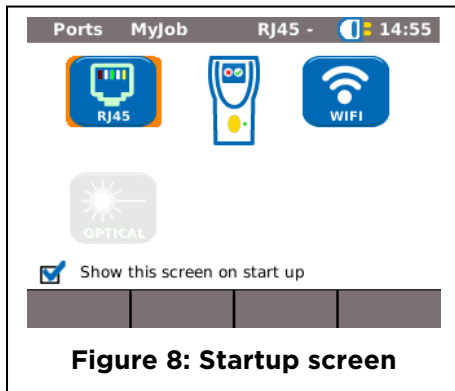 Ports MyJob RJ45 - 14:55
RJ45
WIFI
OPTICAL
Show this screen on start up
Figure 8: Startup screen